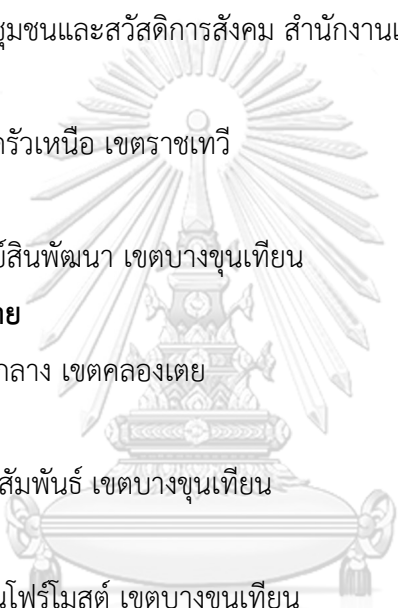 ชุมชนและสวัสดิการสังคม สำนักงานเ
ครัวเหนือ เขตราชเทวี
ย์สินพัฒนา เขตบางขุนเทียน
าย
กลาง เขตคลองเตย
สัมพันธ์ เขตบางขุนเทียน
นโฟร์โมสต์ เขตบางขุนเทียน